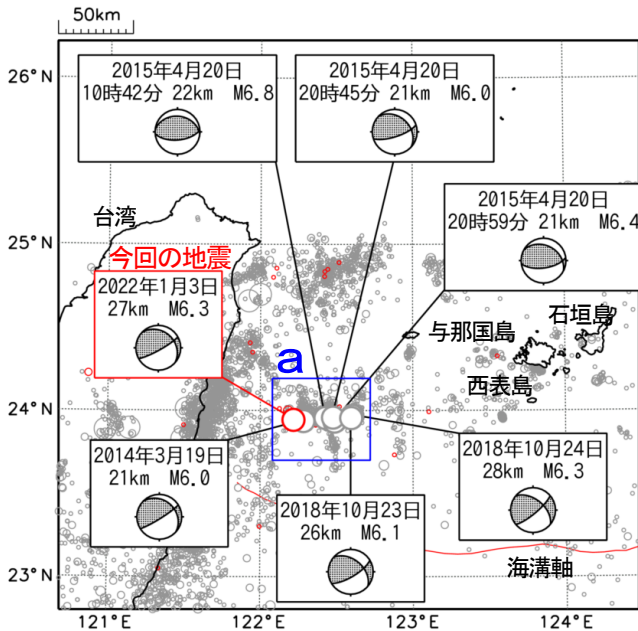 50km
26°N
2015年4月20日
10時42分 22km M6.8
2015年4月20日
20時45分 21km M6.0
2015年4月20日
20時59分 21km M6.4
台湾
25°N
今回の地震
2022年1月3日
27km M6.3
a
与那国島
石垣島
西表島
24°N
2014年3月19日
21km M6.0
2018年10月23日
26km M6.1
2018年10月24日
28km M6.3
海溝軸
23°N
121°E
122°E
123°E
124°E